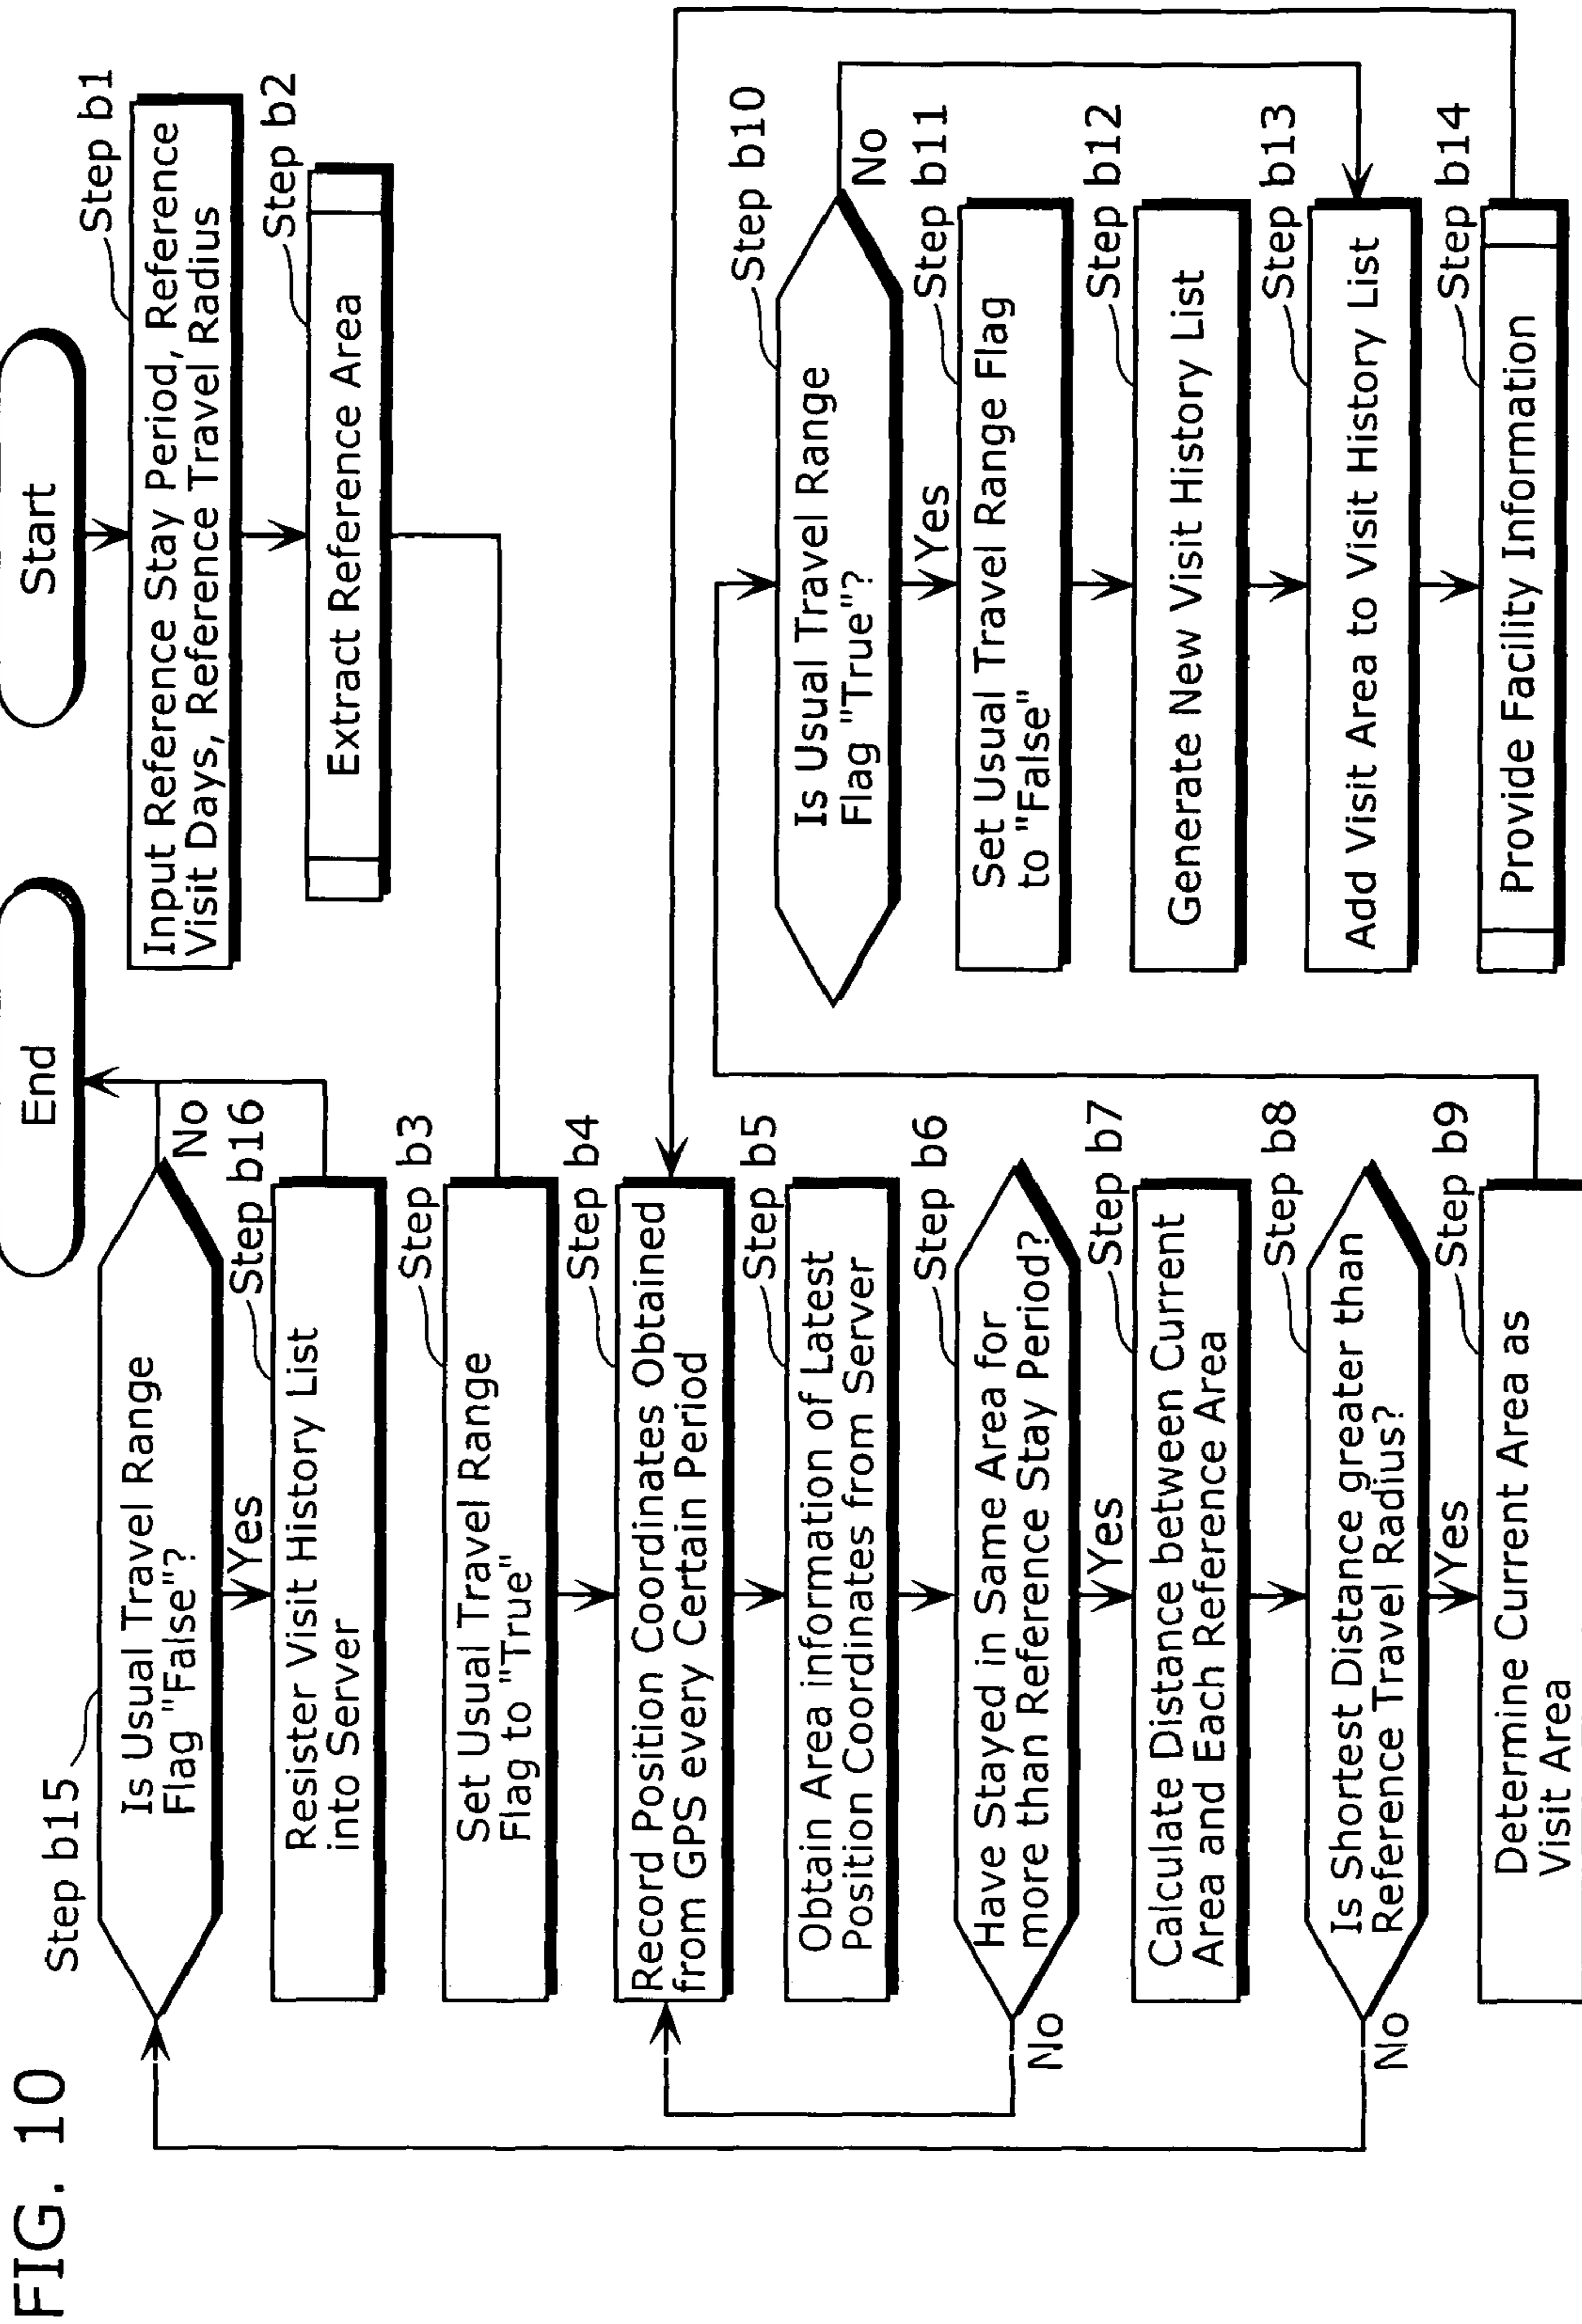 FIG. 10
Start
Step b1
Input Reference Stay Period, Reference
Visit Days, Reference Travel Radius
Step b2
Extract Reference Area
End
Step b15
Is Usual Travel Range
Flag "False"?
No
Yes
Step b16
Resister Visit History List
into Server
Step b3
Set Usual Travel Range
Flag to "True"
Step b4
Record Position Coordinates Obtained
from GPS every Certain Period
Step b5
Obtain Area information of Latest
Position Coordinates from Server
Step b6
Have Stayed in Same Area for
more than Reference Stay Period?
No
Yes
Step b7
Calculate Distance between Current
Area and Each Reference Area
Step b8
Is Shortest Distance greater than
Reference Travel Radius?
No
Yes
Step b9
Determine Current Area as
Visit Area
Step b10
Is Usual Travel Range
Flag "True"?
No
Yes
Step b11
Set Usual Travel Range Flag
to "False"
Step b12
Generate New Visit History List
Step b13
Add Visit Area to Visit History List
Step b14
Provide Facility Information